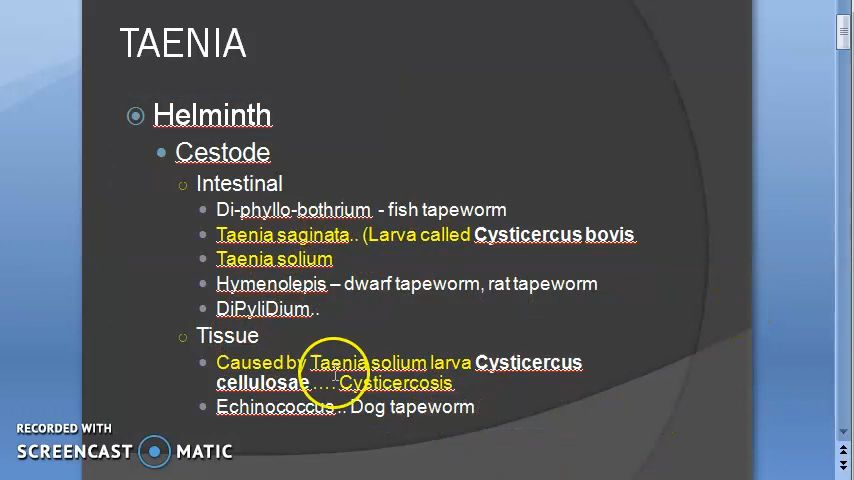 TAENIA
Helminth
Cestode
Intestinal
Di-phyllo-bothrium - fish tapeworm
Taenia saginata.. (Larva called Cysticercus bovis
Taenia solium
Hymenolepis – dwarf tapeworm, rat tapeworm
DiPyliDium..
Tissue
Caused by Taenia solium larva Cysticercus
cellulosae....Cysticercosis
Echinococcus.. Dog tapeworm
RECORDED WITH
SCREENCAST MATIC